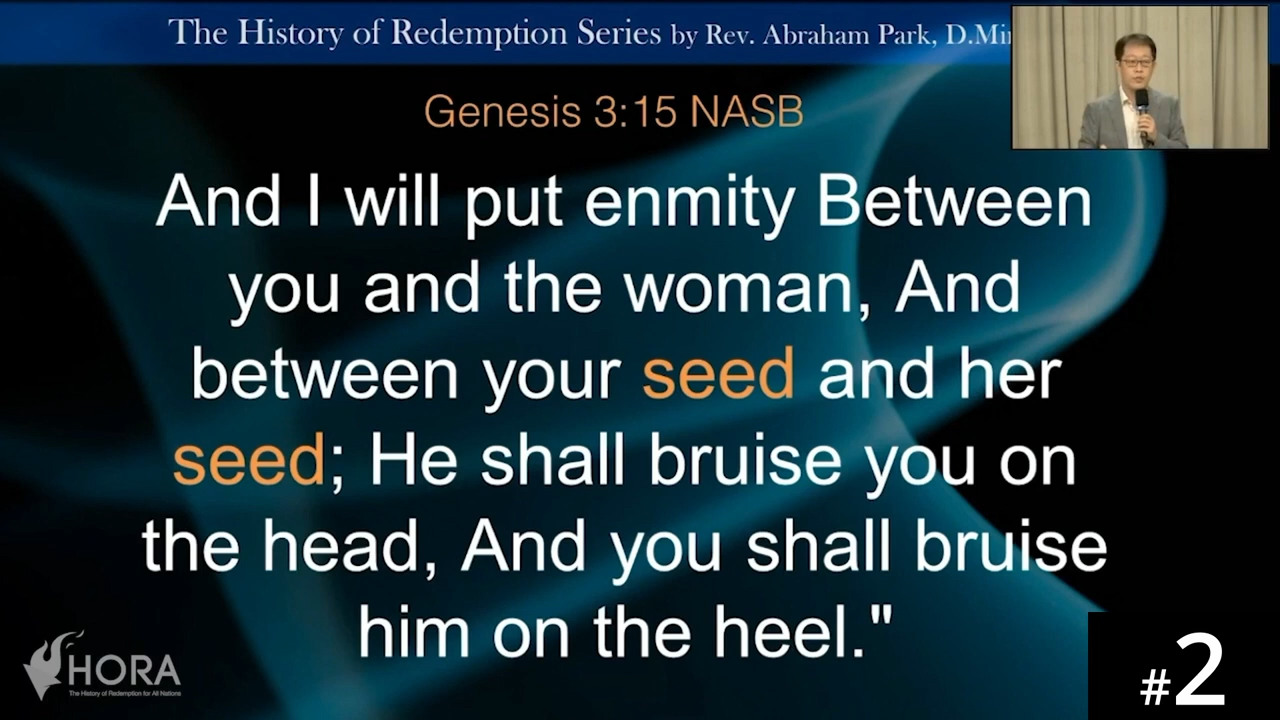 The History of Redemption Series by Rev. Abraham Park, D.Min
Genesis 3:15 NASB
And I will put enmity Between
you and the woman, And
between your seed and her
seed; He shall bruise you on
the head, And you shall bruise
him on the heel."
HORA
The History of Redemption for All Nations
#2